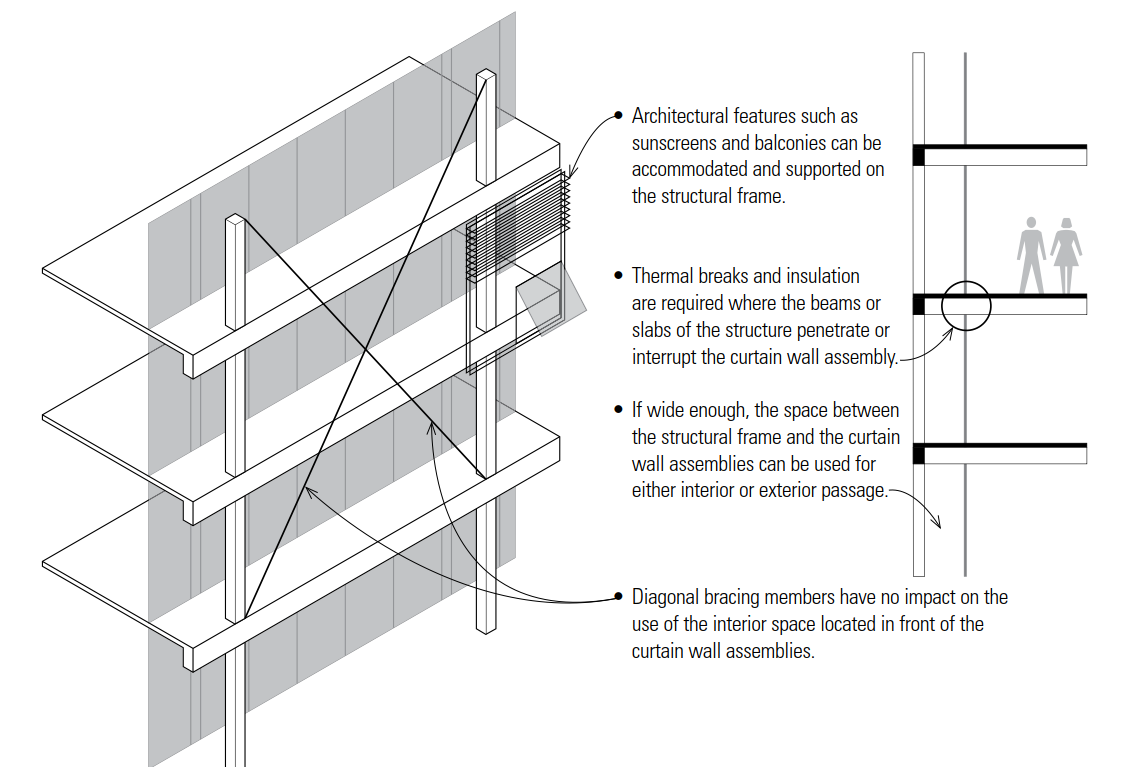 • Architectural features such as
sunscreens and balconies can be
accommodated and supported on
the structural frame.
• Thermal breaks and insulation
are required where the beams or
slabs of the structure penetrate or
interrupt the curtain wall assembly.
• If wide enough, the space between
the structural frame and the curtain
wall assemblies can be used for
either interior or exterior passage.
• Diagonal bracing members have no impact on the
use of the interior space located in front of the
curtain wall assemblies.